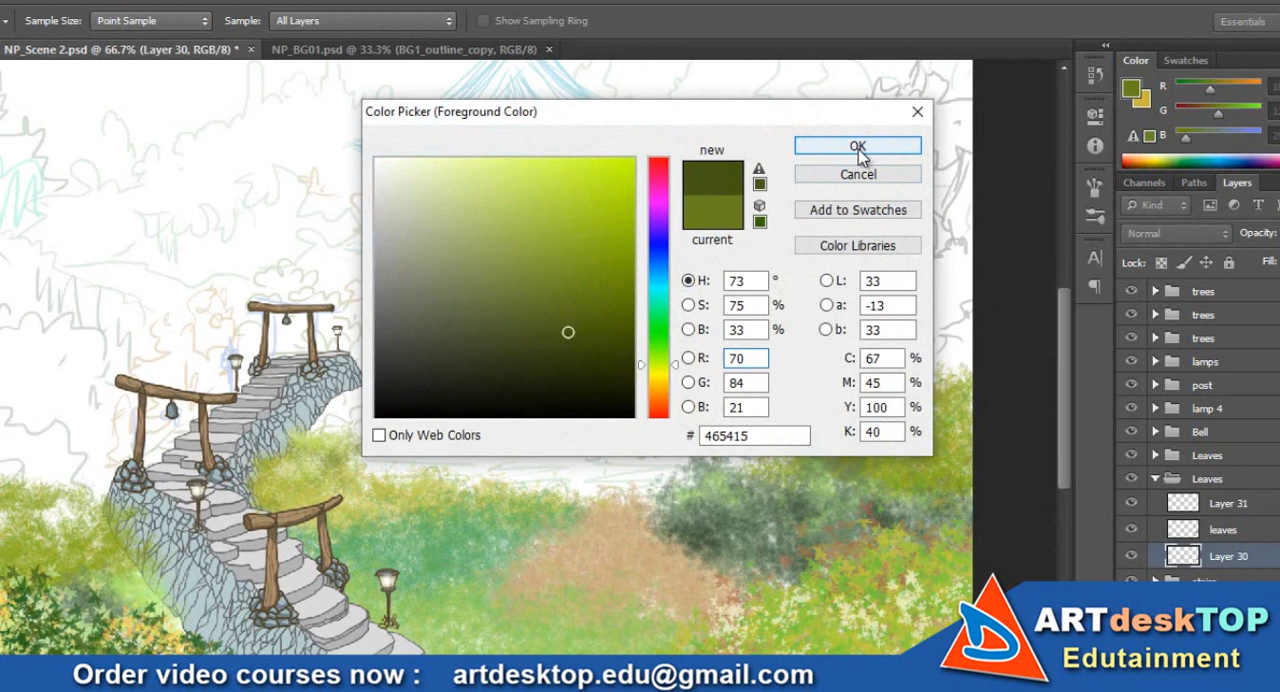 Sample Size: Point Sample Sample: All Layers Show Sampling Ring Essentials
NP_Scene 2.psd @ 66.7% (Layer 30, RGB/8) * × NP_BG01.psd @ 33.3% (BG1_outline_copy, RGB/8) ×
Color Swatches
R
G
B
Color Picker (Foreground Color)
new
current
OK
Cancel
Add to Swatches
Color Libraries
H: 73 °
S: 75 %
B: 33 %
R: 70
G: 84
B: 21
# 465415
L: 33
a: -13
b: 33
C: 67 %
M: 45 %
Y: 100 %
K: 40 %
Only Web Colors
Channels Paths Layers
Kind T
Normal Opacity:
Lock: Fill:
trees
trees
trees
lamps
post
lamp 4
Bell
Leaves
Leaves
Layer 31
leaves
Layer 30
ARTdeskTOP
Edutainment
Order video courses now : artdesktop.edu@gmail.com